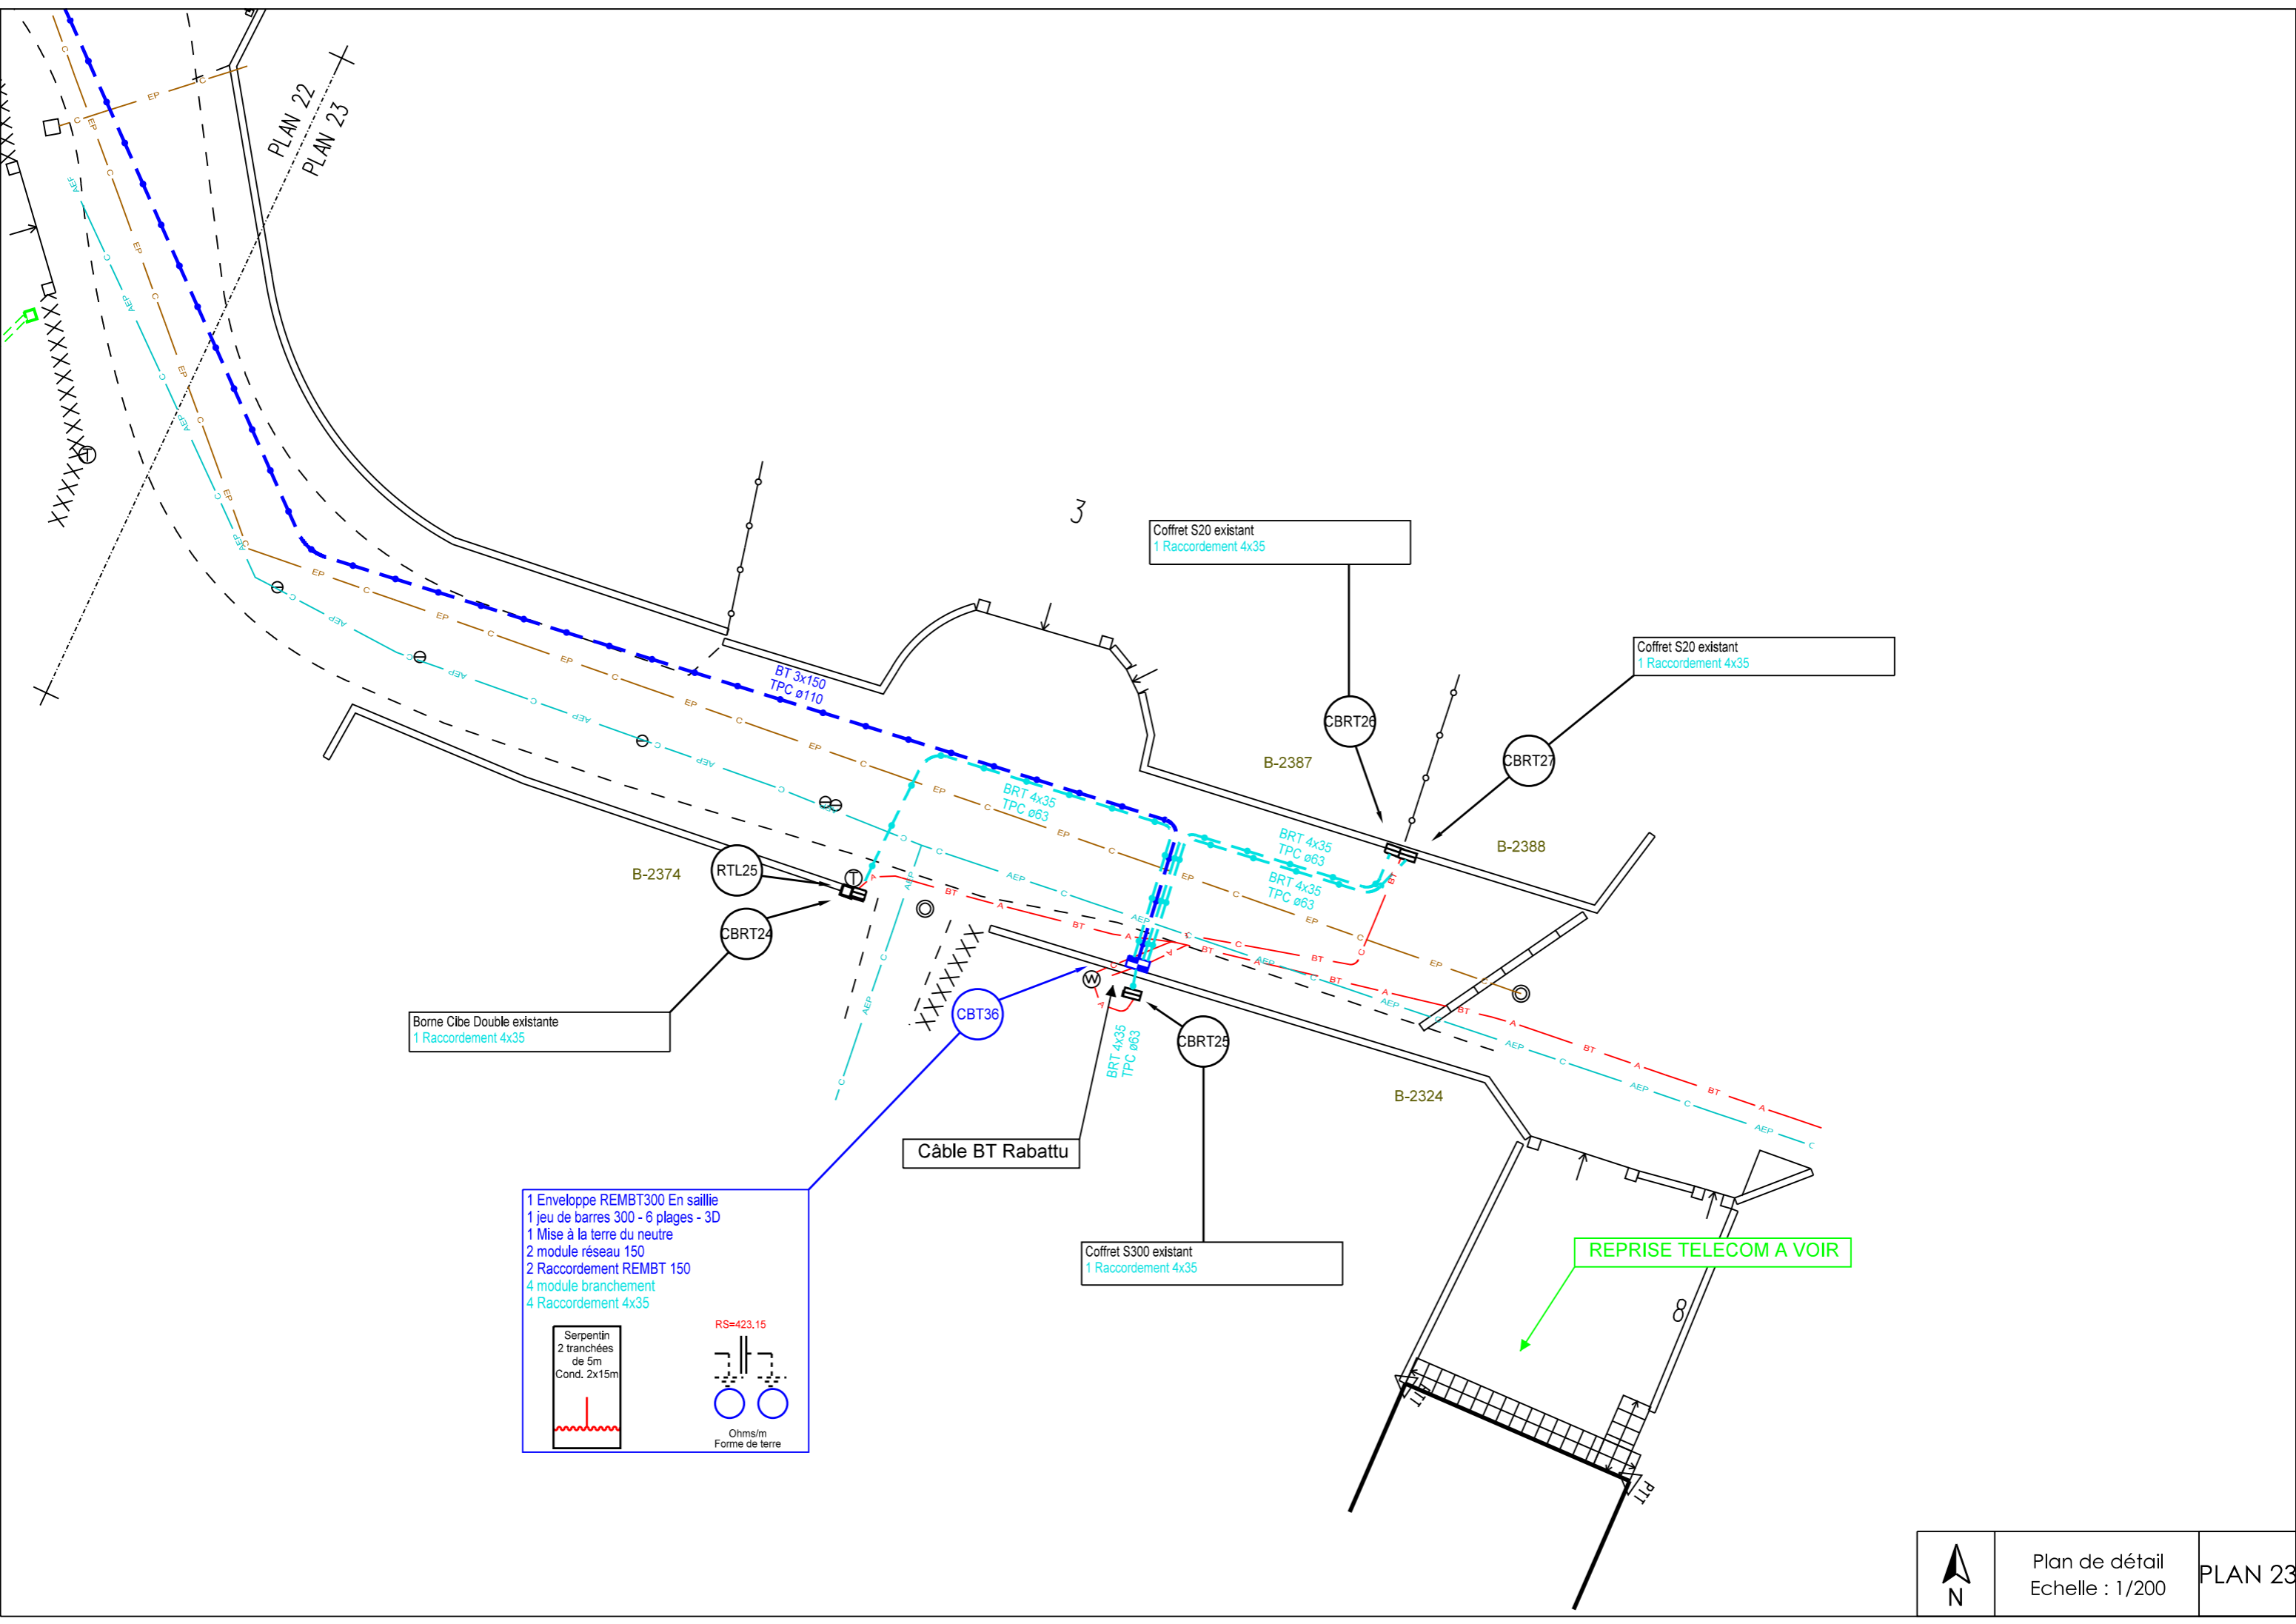 PLAN 22
PLAN 23
3
Coffret S20 existant
1 Raccordement 4x35
Coffret S20 existant
1 Raccordement 4x35
CBRT26
CBRT27
B-2387
B-2388
BT 3x150
TPC ø110
BRT 4x35
TPC ø63
BRT 4x35
TPC ø63
BRT 4x35
TPC ø63
B-2374
RTL25
CBRT24
Borne Cibe Double existante
1 Raccordement 4x35
CBT36
CBRT25
BRT 4x35
TPC ø63
B-2324
Câble BT Rabattu
Coffret S300 existant
1 Raccordement 4x35
1 Enveloppe REMBT300 En saillie
1 jeu de barres 300 - 6 plages - 3D
1 Mise à la terre du neutre
2 module réseau 150
2 Raccordement REMBT 150
4 module branchement
4 Raccordement 4x35
Serpentin
2 tranchées
de 5m
Cond. 2x15m
RS=423.15
Ohms/m
Forme de terre
REPRISE TELECOM A VOIR
8
PTT
PTT
N
Plan de détail
Echelle : 1/200
PLAN 23